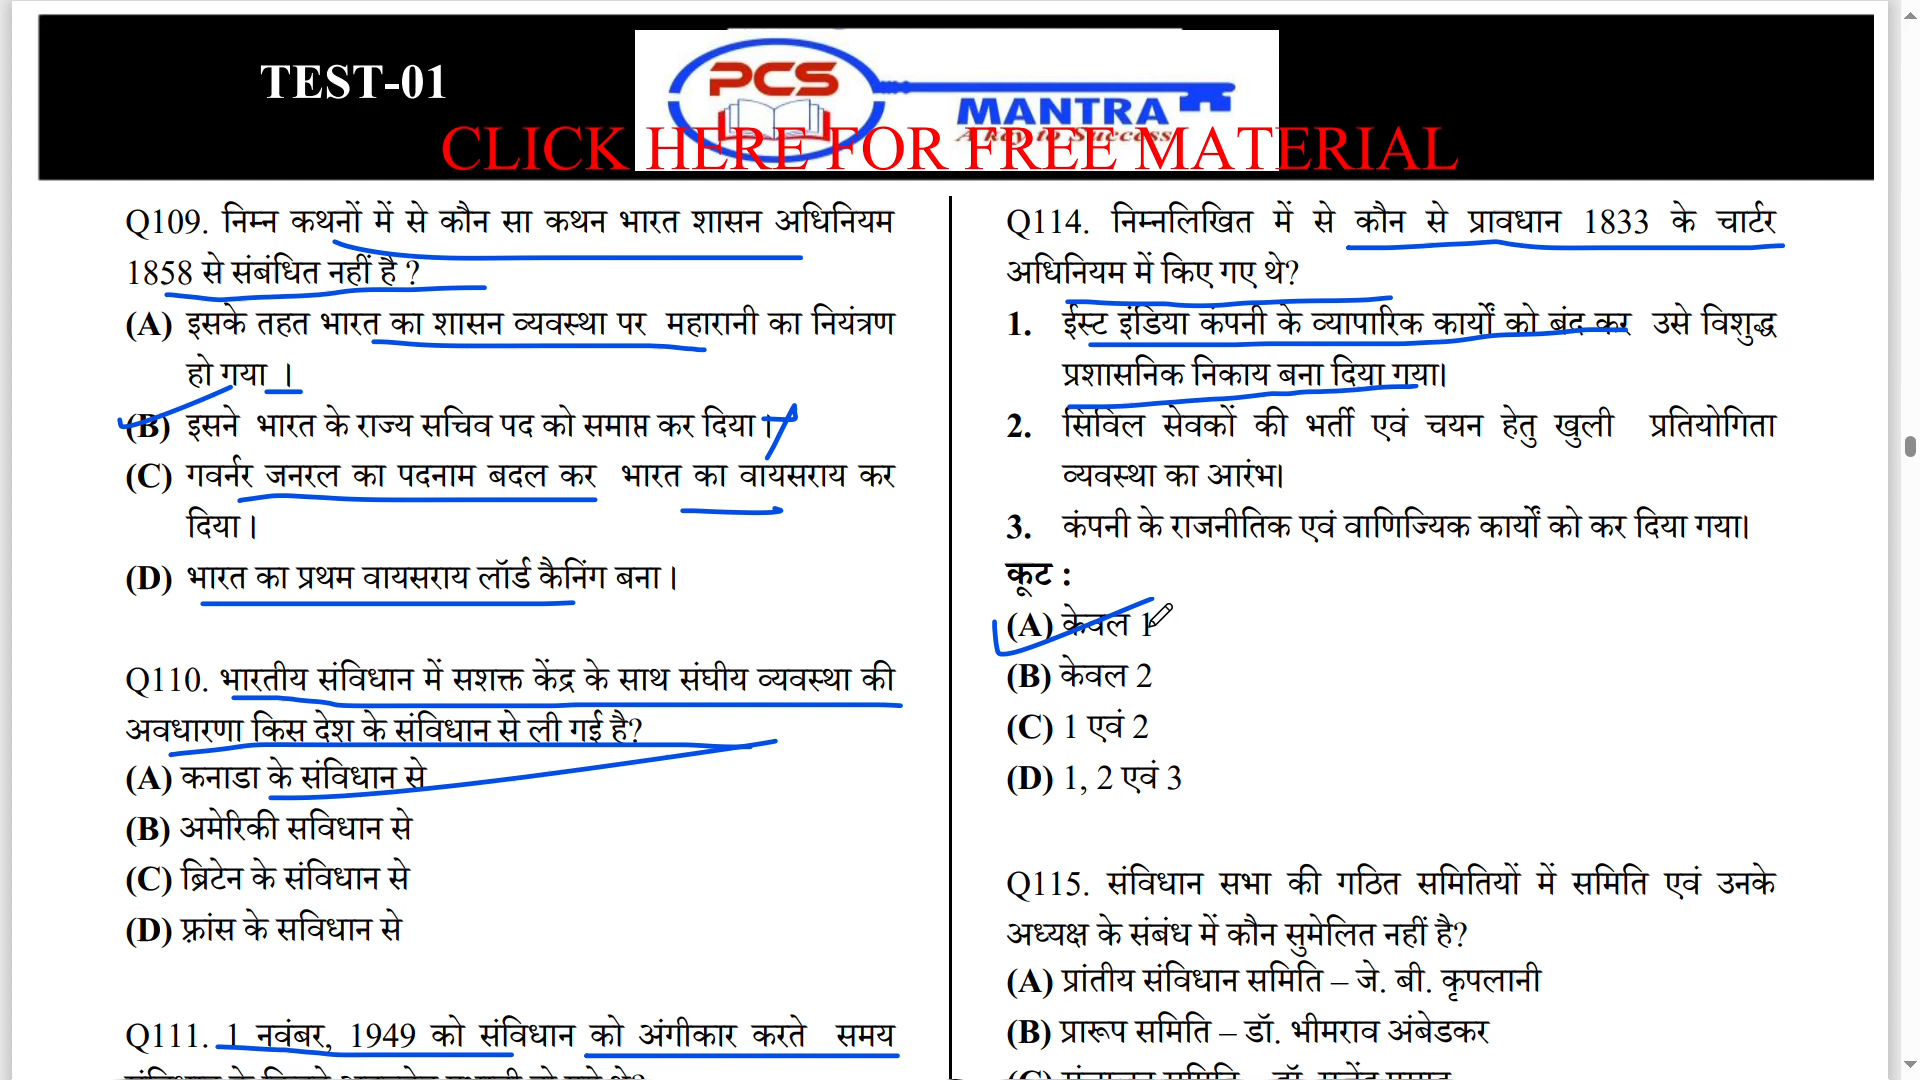 TEST-01
PCS
MANTRA
A Key to Success
CLICK HERE FOR FREE MATERIAL
Q109. निम्न कथनों में से कौन सा कथन भारत शासन अधिनियम
1858 से संबंधित नहीं है ?
(A) इसके तहत भारत का शासन व्यवस्था पर महारानी का नियंत्रण
हो गया ।
(B) इसने भारत के राज्य सचिव पद को समाप्त कर दिया ।
(C) गवर्नर जनरल का पदनाम बदल कर भारत का वायसराय कर
दिया ।
(D) भारत का प्रथम वायसराय लॉर्ड कैनिंग बना ।
Q110. भारतीय संविधान में सशक्त केंद्र के साथ संघीय व्यवस्था की
अवधारणा किस देश के संविधान से ली गई है?
(A) कनाडा के संविधान से
(B) अमेरिकी सविधान से
(C) ब्रिटेन के संविधान से
(D) फ़्रांस के सविधान से
Q111. 1 नवंबर, 1949 को संविधान को अंगीकार करते समय
Q114. निम्नलिखित में से कौन से प्रावधान 1833 के चार्टर
अधिनियम में किए गए थे?
1. ईस्ट इंडिया कंपनी के व्यापारिक कार्यों को बंद कर उसे विशुद्ध
प्रशासनिक निकाय बना दिया गया।
2. सिविल सेवकों की भर्ती एवं चयन हेतु खुली प्रतियोगिता
व्यवस्था का आरंभ।
3. कंपनी के राजनीतिक एवं वाणिज्यिक कार्यों को कर दिया गया।
कूट :
(A) केवल 1
(B) केवल 2
(C) 1 एवं 2
(D) 1, 2 एवं 3
Q115. संविधान सभा की गठित समितियों में समिति एवं उनके
अध्यक्ष के संबंध में कौन सुमेलित नहीं है?
(A) प्रांतीय संविधान समिति – जे. बी. कृपलानी
(B) प्रारूप समिति – डॉ. भीमराव अंबेडकर